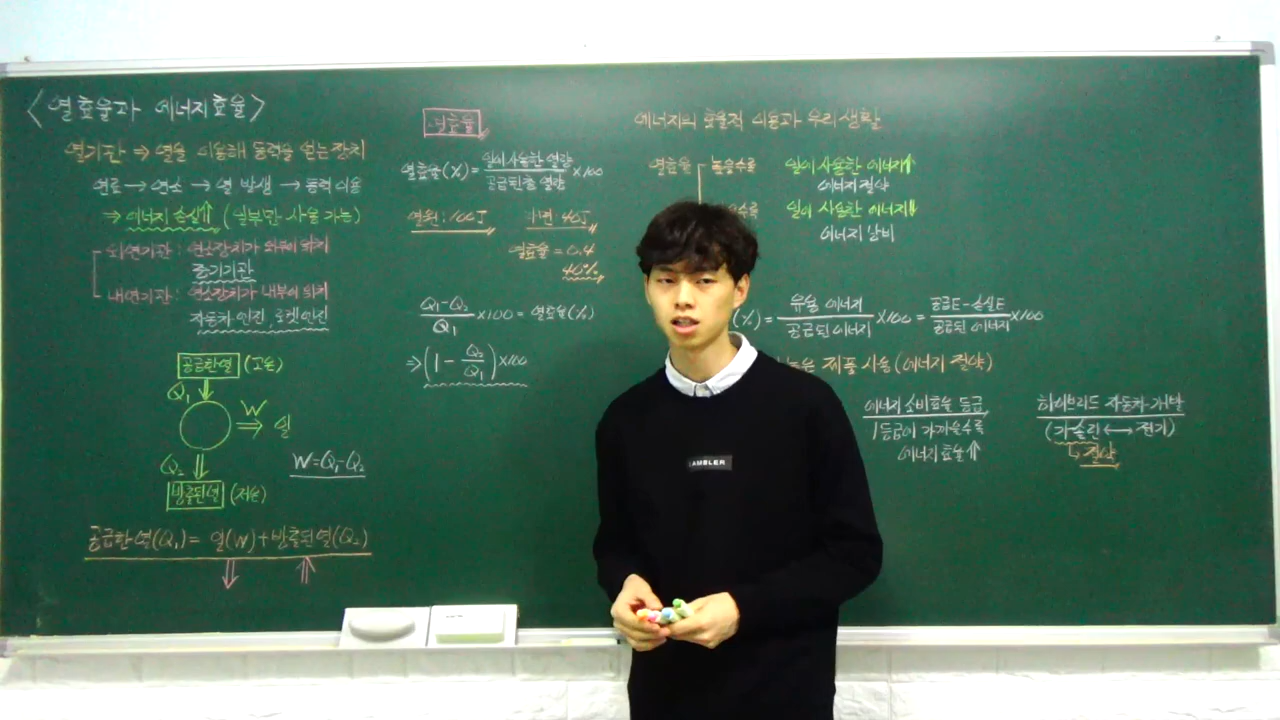 <열효율과 에너지효율>
열기관 ⇒ 열을 이용해 동력을 얻는 장치
연료 → 연소 → 열 발생 → 동력 이용
⇒ 에너지 손실⇑ (일부만 사용 가능)
외연기관 : 연소장치가 외부에 위치
증기기관
내연기관 : 연소장치가 내부에 위치
자동차 엔진, 로켓엔진
공급한열 (고온)
Q₁
W
일
Q₂
W=Q₁-Q₂
방출된열 (저온)
공급한 열(Q₁) = 일(W)+방출된 열(Q₂)
열효율
열효율(%) = 일에 사용한 열량 / 공급된 총 열량 ×100
열원:100J
40J
열효율 = 0.4
40%
Q₁-Q₂ / Q₁ ×100 = 열효율(%)
⇒(1 - Q₂/Q₁)×100
에너지의 효율적 이용과 우리생활
열효율 높을수록 일에 사용한 에너지↑
에너지 절약
수록 일에 사용한 에너지↓
에너지 낭비
(%) = 유용 에너지 / 공급된 에너지 ×100 = 공급E-손실E / 공급된 에너지 ×100
높은 제품 사용 (에너지 절약)
에너지 소비효율 등급
1등급에 가까울수록
에너지 효율⇑
하이브리드 자동차 개발
(가솔린 ↔ 전기)
↳ 절약
AMBLER